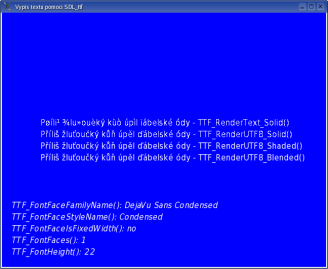 Výpis textu pomocí SDL_ttf
Pøíli¹ ¾lu»ouèký kùò úpìl ïábelské ódy - TTF_RenderText_Solid()
Příliš žluťoučký kůň úpěl ďábelské ódy - TTF_RenderUTF8_Solid()
Příliš žluťoučký kůň úpěl ďábelské ódy - TTF_RenderUTF8_Shaded()
Příliš žluťoučký kůň úpěl ďábelské ódy - TTF_RenderUTF8_Blended()
TTF_FontFaceFamilyName(): DejaVu Sans Condensed
TTF_FontFaceStyleName(): Condensed
TTF_FontFaceIsFixedWidth(): no
TTF_FontFaces(): 1
TTF_FontHeight(): 22